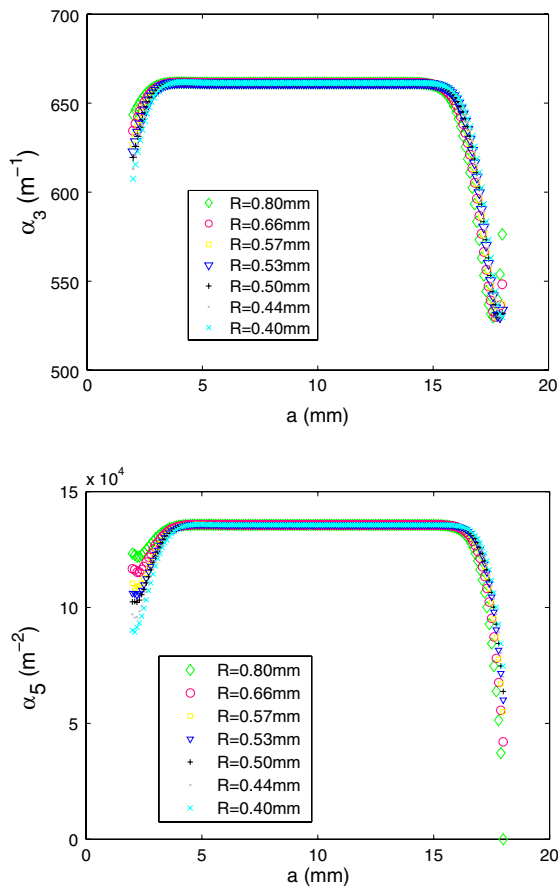 700
650
600
550
500
α₃ (m⁻¹)
R=0.80mm
R=0.66mm
R=0.57mm
R=0.53mm
R=0.50mm
R=0.44mm
R=0.40mm
0 5 10 15 20
a (mm)
x 10⁴
15
10
5
0
α₅ (m⁻²)
R=0.80mm
R=0.66mm
R=0.57mm
R=0.53mm
R=0.50mm
R=0.44mm
R=0.40mm
0 5 10 15 20
a (mm)